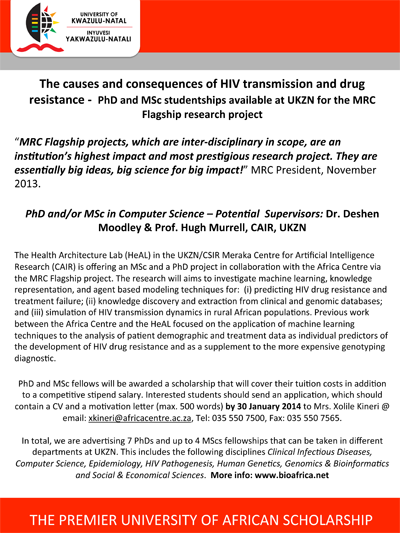 UNIVERSITY OF
KWAZULU-NATAL
INYUVESI
YAKWAZULU-NATALI
The causes and consequences of HIV transmission and drug
resistance - PhD and MSc studentships available at UKZN for the MRC
Flagship research project
“MRC Flagship projects, which are inter-disciplinary in scope, are an
institution’s highest impact and most prestigious research project. They are
essentially big ideas, big science for big impact!” MRC President, November
2013.
PhD and/or MSc in Computer Science – Potential Supervisors: Dr. Deshen
Moodley & Prof. Hugh Murrell, CAIR, UKZN
The Health Architecture Lab (HeAL) in the UKZN/CSIR Meraka Centre for Artificial Intelligence
Research (CAIR) is offering an MSc and a PhD project in collaboration with the Africa Centre via
the MRC Flagship project. The research will aims to investigate machine learning, knowledge
representation, and agent based modeling techniques for: (i) predicting HIV drug resistance and
treatment failure; (ii) knowledge discovery and extraction from clinical and genomic databases;
and (iii) simulation of HIV transmission dynamics in rural African populations. Previous work
between the Africa Centre and the HeAL focused on the application of machine learning
techniques to the analysis of patient demographic and treatment data as individual predictors of
the development of HIV drug resistance and as a supplement to the more expensive genotyping
diagnostic.
PhD and MSc fellows will be awarded a scholarship that will cover their tuition costs in addition
to a competitive stipend salary. Interested students should send an application, which should
contain a CV and a motivation letter (max. 500 words) by 30 January 2014 to Mrs. Xolile Kineri @
email: xkineri@africacentre.ac.za, Tel: 035 550 7500, Fax: 035 550 7565.
In total, we are advertising 7 PhDs and up to 4 MScs fellowships that can be taken in different
departments at UKZN. This includes the following disciplines Clinical Infectious Diseases,
Computer Science, Epidemiology, HIV Pathogenesis, Human Genetics, Genomics & Bioinformatics
and Social & Economical Sciences. More info: www.bioafrica.net
THE PREMIER UNIVERSITY OF AFRICAN SCHOLARSHIP